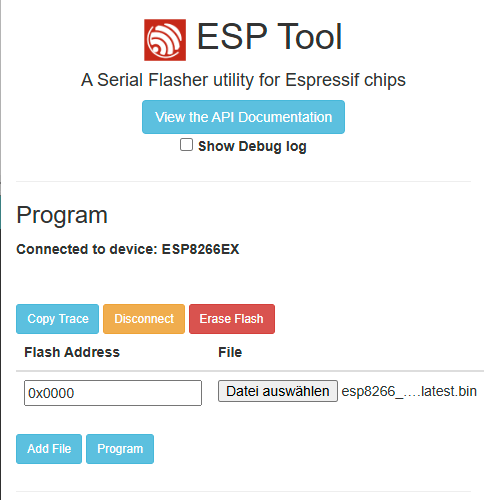 ESP Tool
A Serial Flasher utility for Espressif chips
View the API Documentation
Show Debug log
Program
Connected to device: ESP8266EX
Copy Trace Disconnect Erase Flash
Flash Address File
0x0000 Datei auswählen esp8266_....latest.bin
Add File Program